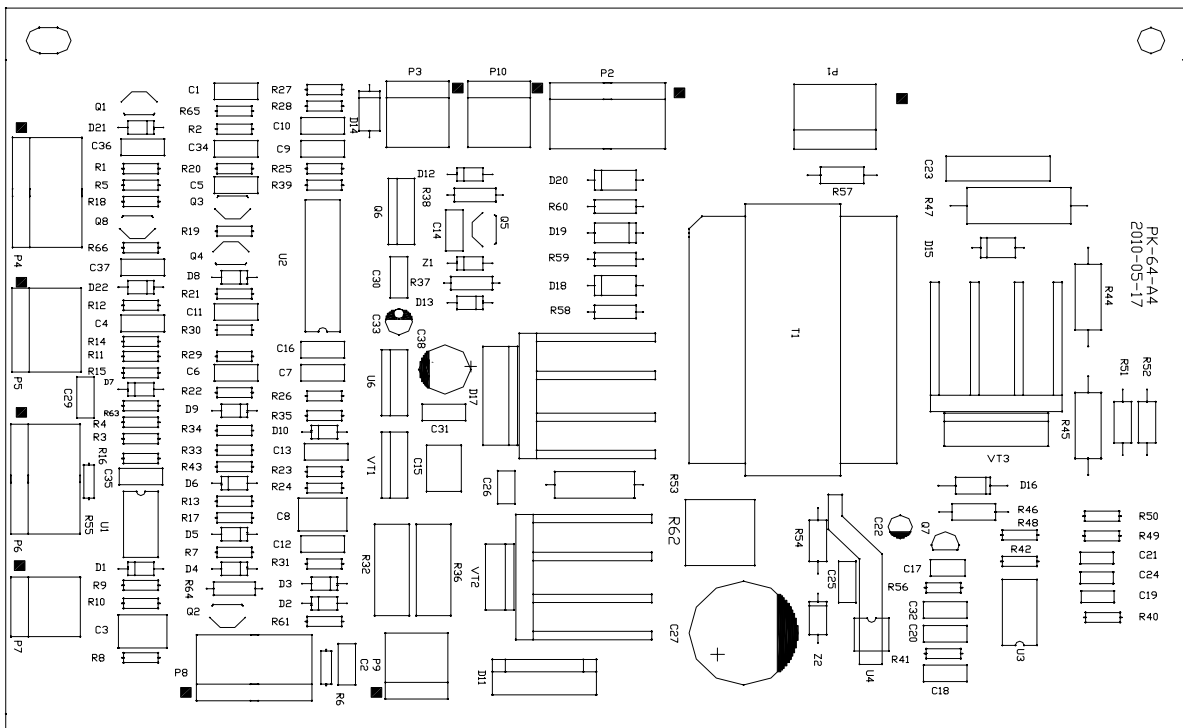 P3
P10
P2
P1
C1
R27
Q1
R65
R28
D14
D21
R2
C10
C36
C34
C9
R1
R20
R25
R5
C5
R39
R18
Q3
Q8
R19
R66
Q4
U2
P4
C37
D8
D22
R21
R12
C11
C4
R30
R14
C16
R11
R29
R15
C6
C7
P5
D7
C29
R22
R26
R63
D9
R4
R35
R3
R34
D10
R16
R33
C13
C35
R43
R23
D6
R24
R13
U1
R17
C8
R55
P6
D5
R7
C12
D1
D4
R31
R9
R64
D3
R10
Q2
D2
C3
R61
P7
R8
P8
R6
C2
P9
D12
R38
Q6
C14
Q5
Z1
C30
R37
D13
C33
C38
U6
D17
C31
VT1
C15
C26
R53
R32
R36
VT2
D11
D20
R60
D19
R59
D18
R58
R62
C27
T1
R57
C23
R47
D15
PK-64-A4
2010-05-17
R44
R51
R52
R45
VT3
D16
R46
R54
C22
Q7
R48
R42
C17
C25
R56
C32
C20
Z2
U4
R41
C18
U3
R50
R49
C21
C24
C19
R40